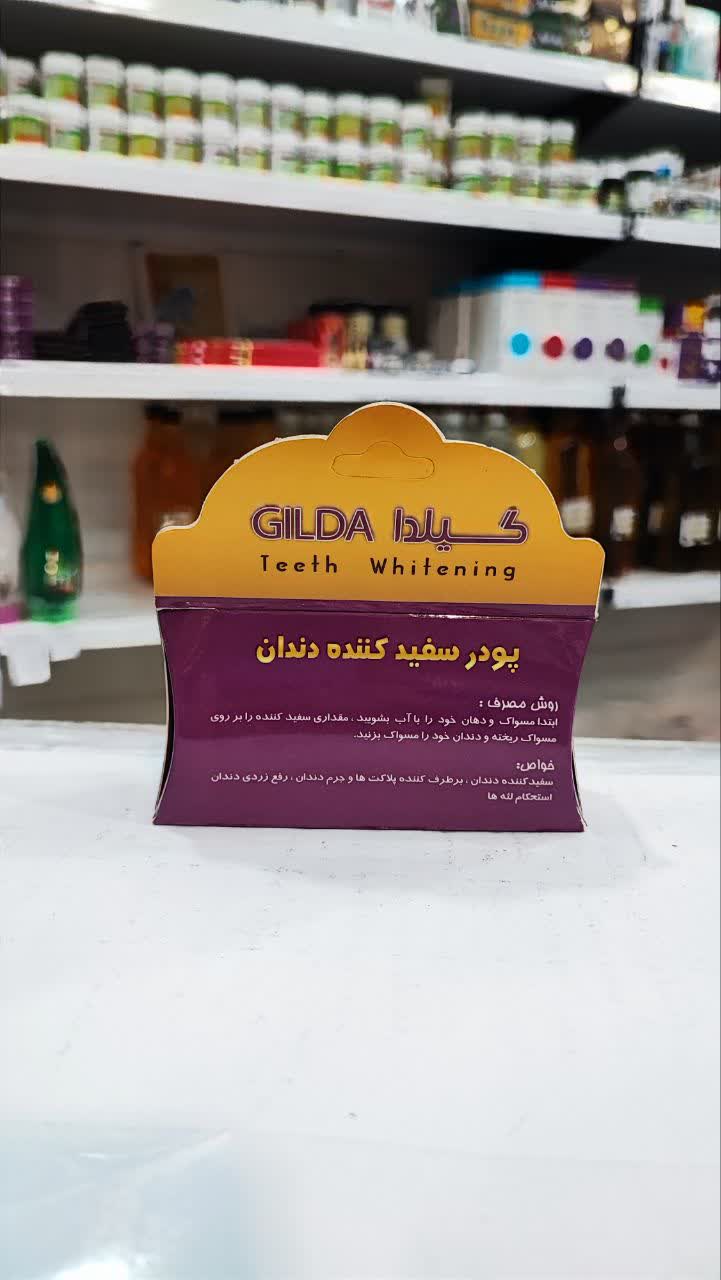 GILDA گیلدا
Teeth Whitening
پودر سفید کننده دندان
روش مصرف :
ابتدا مسواک و دهان خود را با آب بشویید ، مقداری سفید کننده را بر روی
مسواک ریخته و دندان خود را مسواک بزنید.
خواص:
سفیدکننده دندان ، برطرف کننده پلاکت ها و جرم دندان ، رفع زردی دندان
استحکام لثه ها